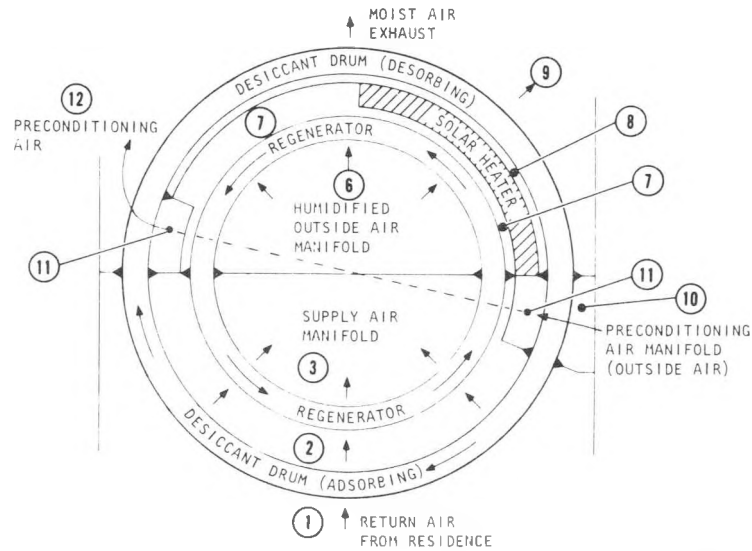 MOIST AIR
EXHAUST
DESICCANT DRUM (DESORBING)
9
12
PRECONDITIONING
AIR
7
REGENERATOR
SOLAR HEATER
8
6
7
HUMIDIFIED
OUTSIDE AIR
MANIFOLD
11
11
10
SUPPLY AIR
MANIFOLD
PRECONDITIONING
AIR MANIFOLD
(OUTSIDE AIR)
3
REGENERATOR
2
DESICCANT DRUM (ADSORBING)
1
RETURN AIR
FROM RESIDENCE